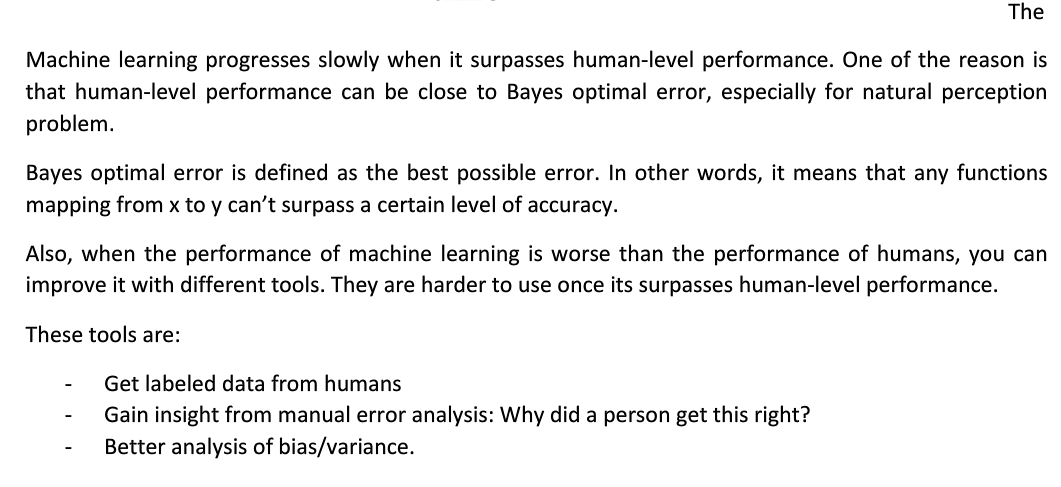 The
Machine learning progresses slowly when it surpasses human-level performance. One of the reason is
that human-level performance can be close to Bayes optimal error, especially for natural perception
problem.
Bayes optimal error is defined as the best possible error. In other words, it means that any functions
mapping from x to y can’t surpass a certain level of accuracy.
Also, when the performance of machine learning is worse than the performance of humans, you can
improve it with different tools. They are harder to use once its surpasses human-level performance.
These tools are:
- Get labeled data from humans
- Gain insight from manual error analysis: Why did a person get this right?
- Better analysis of bias/variance.